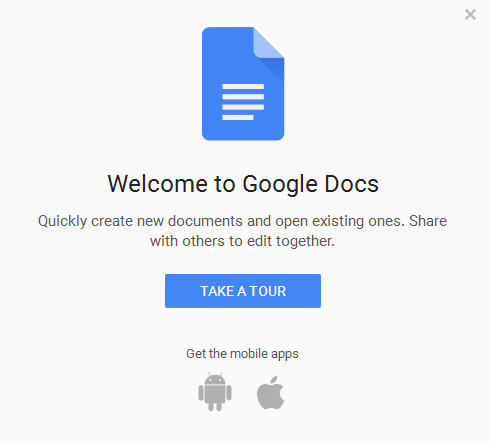 Welcome to Google Docs
Quickly create new documents and open existing ones. Share
with others to edit together.
TAKE A TOUR
Get the mobile apps